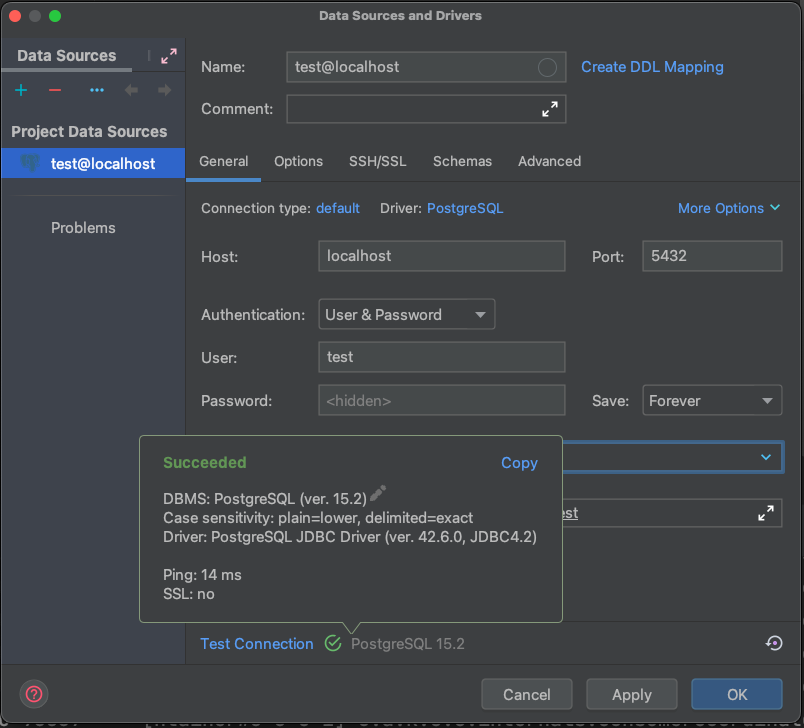 Data Sources and Drivers
Data Sources
Project Data Sources
test@localhost
Problems
Name: test@localhost Create DDL Mapping
Comment:
General Options SSH/SSL Schemas Advanced
Connection type: default Driver: PostgreSQL More Options
Host: localhost Port: 5432
Authentication: User & Password
User: test
Password: <hidden> Save: Forever
Succeeded Copy
DBMS: PostgreSQL (ver. 15.2)
Case sensitivity: plain=lower, delimited=exact
Driver: PostgreSQL JDBC Driver (ver. 42.6.0, JDBC4.2)
Ping: 14 ms
SSL: no
Test Connection PostgreSQL 15.2
? Cancel Apply OK